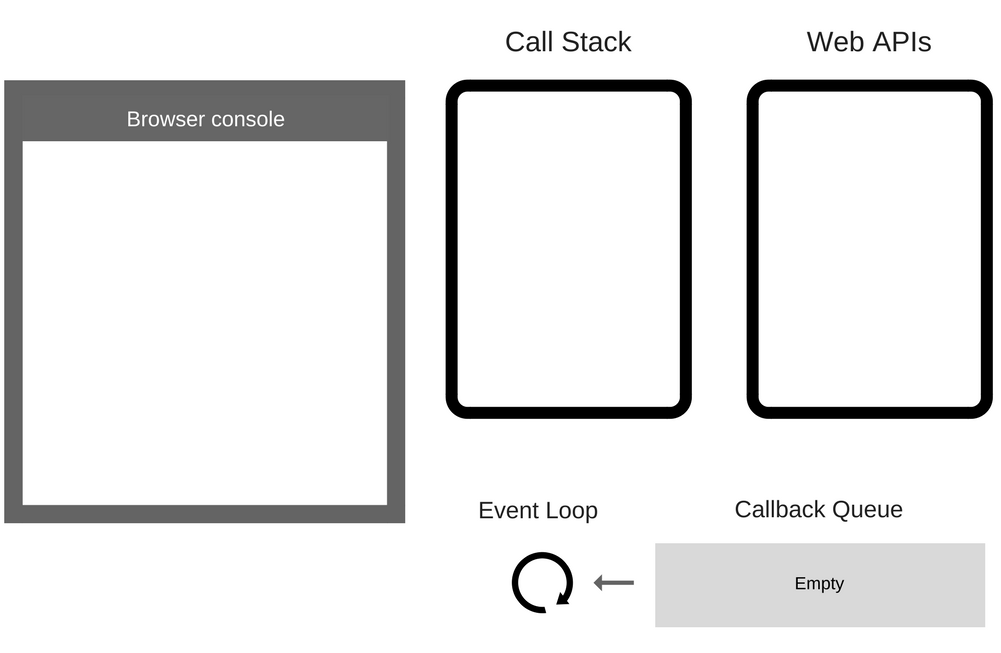 Call Stack
Web APIs
Browser console
Event Loop
Callback Queue
Empty